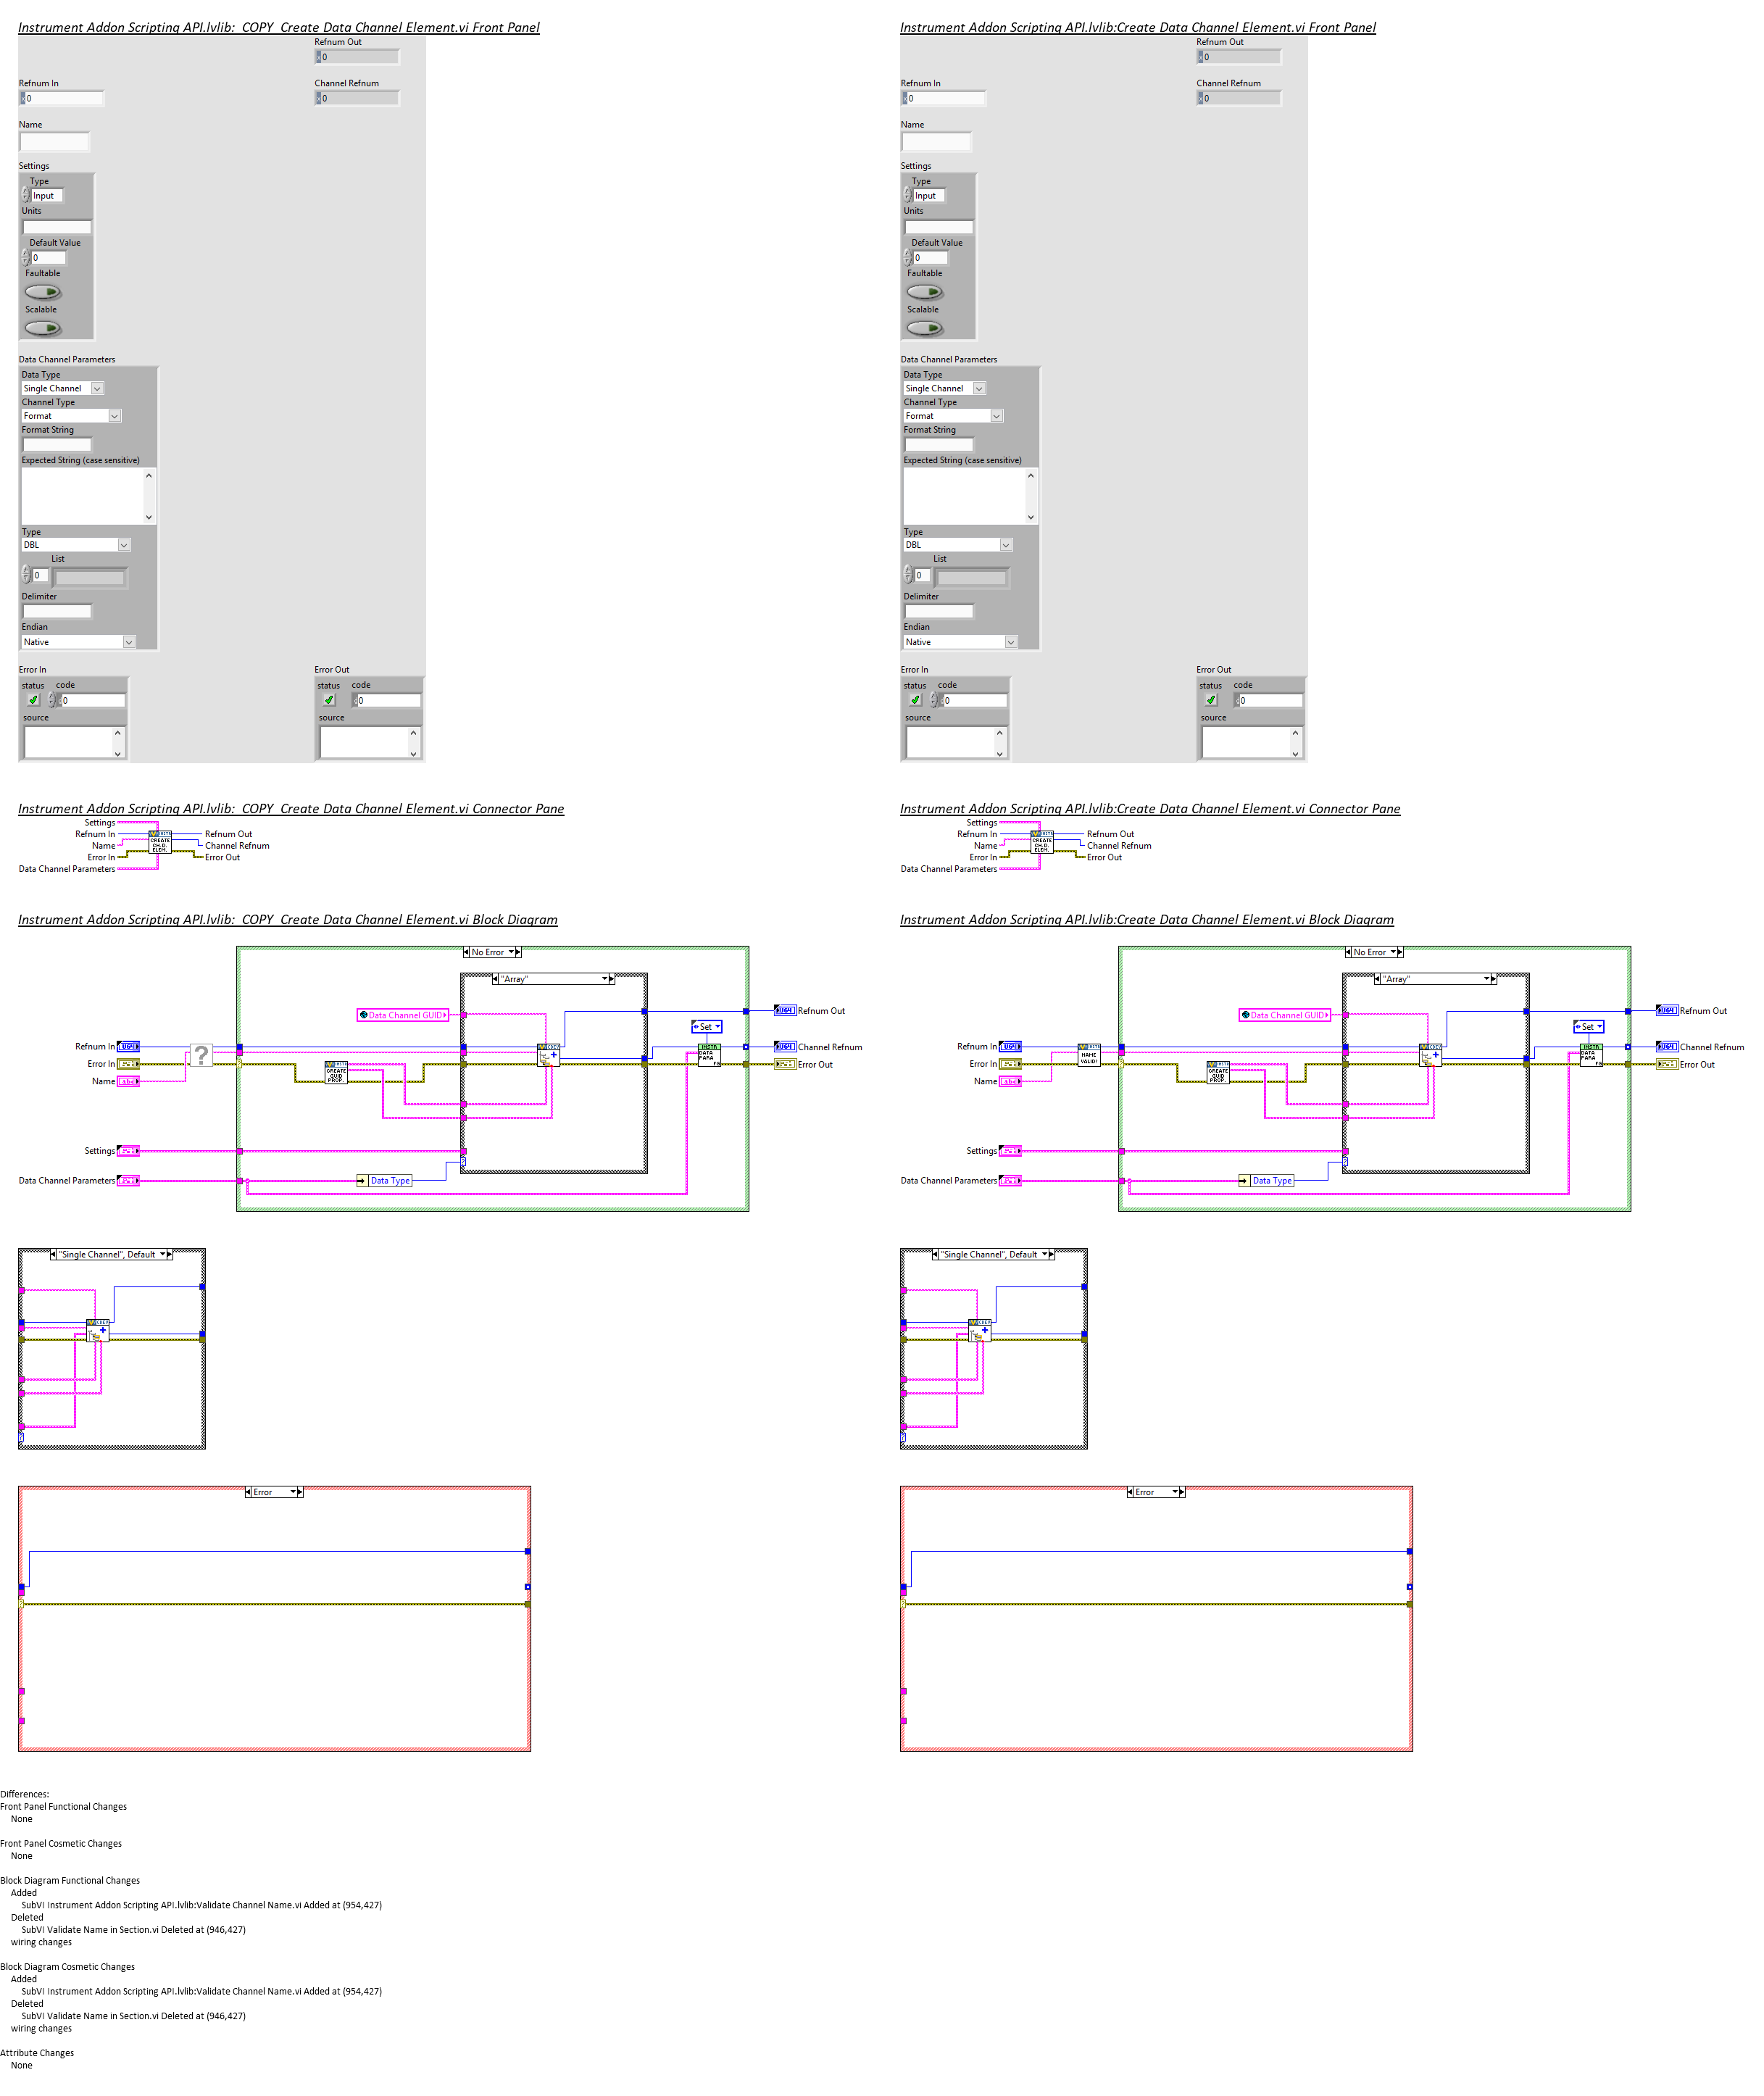 Instrument Addon Scripting API.lvlib:_COPY_Create Data Channel Element.vi Front Panel
Refnum Out
0
Refnum In
0
Channel Refnum
0
Name
Settings
Type
Input
Units
Default Value
0
Faultable
Scalable
Data Channel Parameters
Data Type
Single Channel
Channel Type
Format
Format String
Expected String (case sensitive)
Type
DBL
List
0
Delimiter
Endian
Native
Error In
status code
0
source
Error Out
status code
0
source
Instrument Addon Scripting API.lvlib:Create Data Channel Element.vi Front Panel
Refnum Out
0
Refnum In
0
Channel Refnum
0
Name
Settings
Type
Input
Units
Default Value
0
Faultable
Scalable
Data Channel Parameters
Data Type
Single Channel
Channel Type
Format
Format String
Expected String (case sensitive)
Type
DBL
List
0
Delimiter
Endian
Native
Error In
status code
0
source
Error Out
status code
0
source
Instrument Addon Scripting API.lvlib:_COPY_Create Data Channel Element.vi Connector Pane
Settings
Refnum In
Name
Error In
Data Channel Parameters
CREATE
CH.D.
ELEM.
Refnum Out
Channel Refnum
Error Out
Instrument Addon Scripting API.lvlib:Create Data Channel Element.vi Connector Pane
Settings
Refnum In
Name
Error In
Data Channel Parameters
CREATE
CH.D.
ELEM.
Refnum Out
Channel Refnum
Error Out
Instrument Addon Scripting API.lvlib:_COPY_Create Data Channel Element.vi Block Diagram
No Error
"Array"
Data Channel GUID
Set
Refnum Out
Refnum In
?
Channel Refnum
Error In
CREATE
GUID
PROP..
INSTR
DATA
PARA
FG
Error Out
Name
Settings
Data Channel Parameters
Data Type
"Single Channel", Default
Error
Instrument Addon Scripting API.lvlib:Create Data Channel Element.vi Block Diagram
No Error
"Array"
Data Channel GUID
Set
Refnum Out
Refnum In
NAME
VALID?
Channel Refnum
Error In
CREATE
GUID
PROP..
INSTR
DATA
PARA
FG
Error Out
Name
Settings
Data Channel Parameters
Data Type
"Single Channel", Default
Error
Differences:
Front Panel Functional Changes
None
Front Panel Cosmetic Changes
None
Block Diagram Functional Changes
Added
SubVI Instrument Addon Scripting API.lvlib:Validate Channel Name.vi Added at (954,427)
Deleted
SubVI Validate Name in Section.vi Deleted at (946,427)
wiring changes
Block Diagram Cosmetic Changes
Added
SubVI Instrument Addon Scripting API.lvlib:Validate Channel Name.vi Added at (954,427)
Deleted
SubVI Validate Name in Section.vi Deleted at (946,427)
wiring changes
Attribute Changes
None